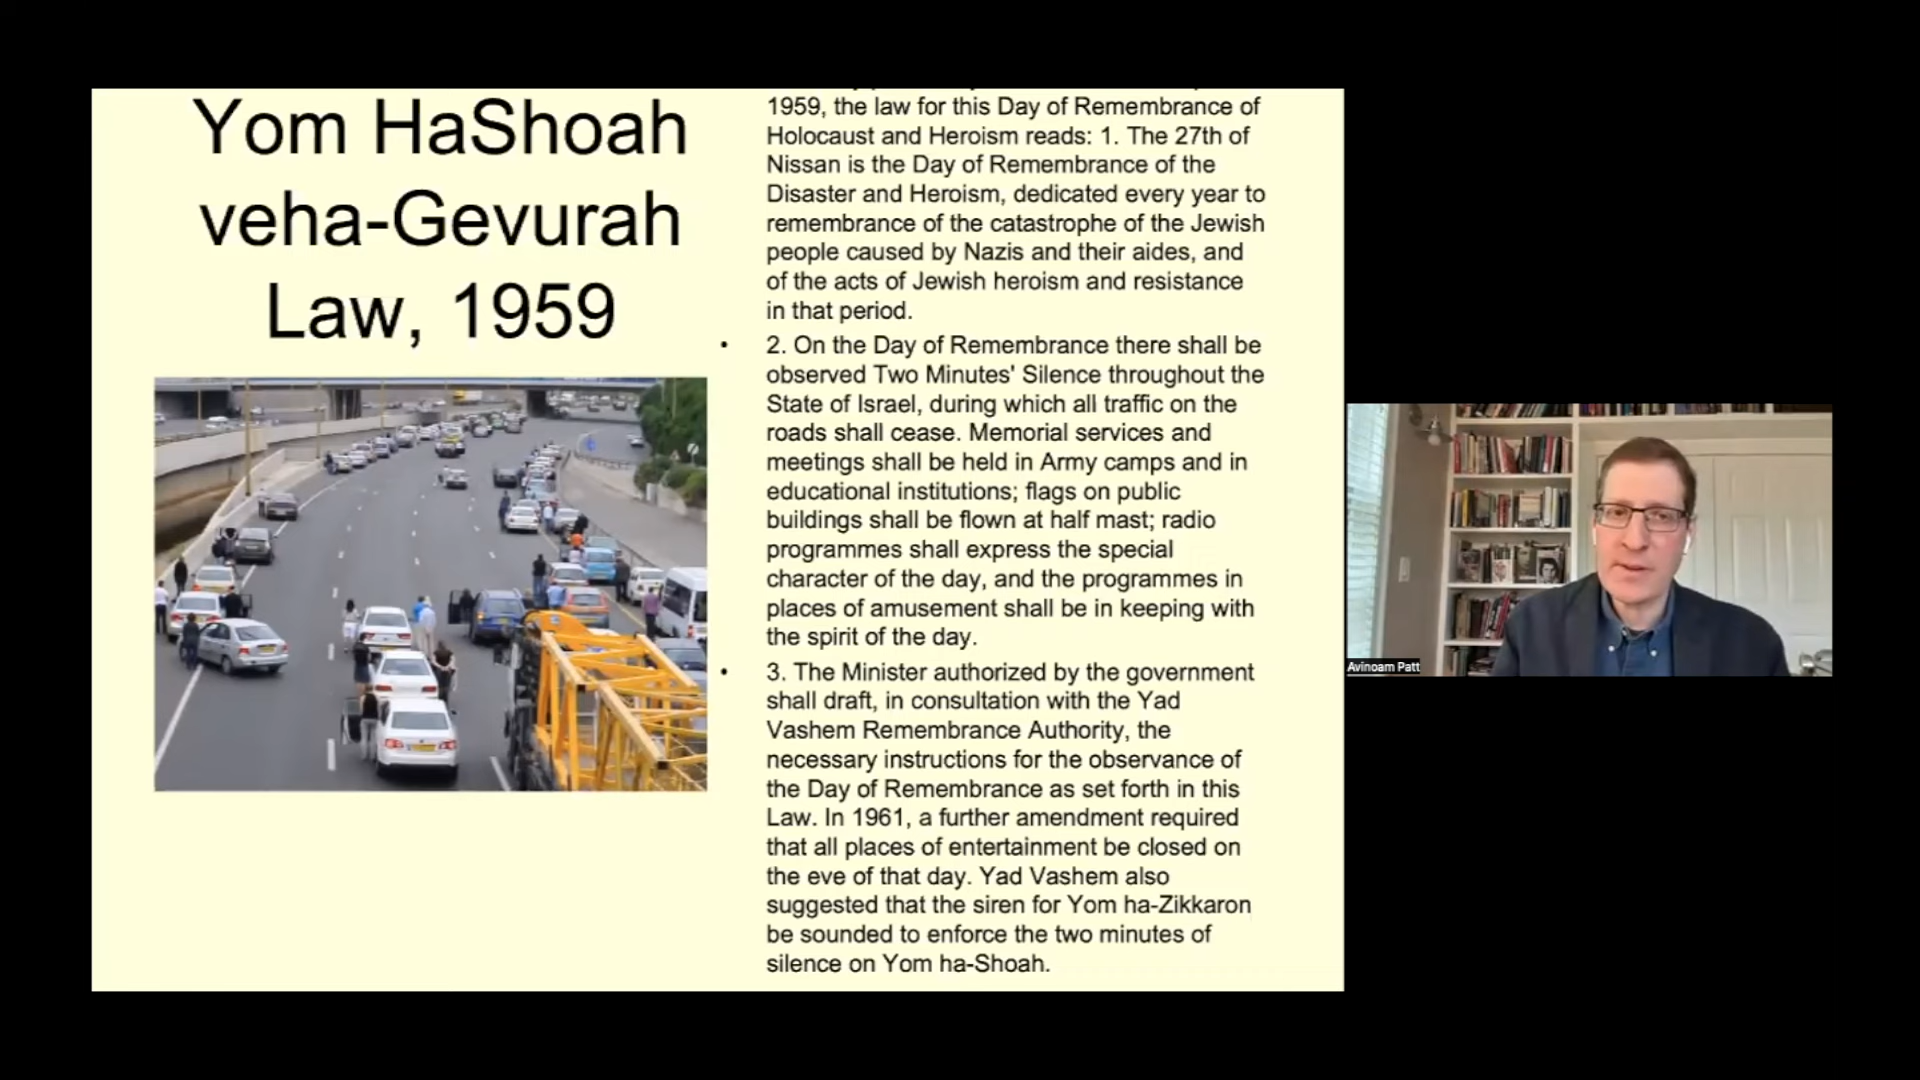 Yom HaShoah
veha-Gevurah
Law, 1959
1959, the law for this Day of Remembrance of
Holocaust and Heroism reads: 1. The 27th of
Nissan is the Day of Remembrance of the
Disaster and Heroism, dedicated every year to
remembrance of the catastrophe of the Jewish
people caused by Nazis and their aides, and
of the acts of Jewish heroism and resistance
in that period.
• 2. On the Day of Remembrance there shall be
observed Two Minutes' Silence throughout the
State of Israel, during which all traffic on the
roads shall cease. Memorial services and
meetings shall be held in Army camps and in
educational institutions; flags on public
buildings shall be flown at half mast; radio
programmes shall express the special
character of the day, and the programmes in
places of amusement shall be in keeping with
the spirit of the day.
• 3. The Minister authorized by the government
shall draft, in consultation with the Yad
Vashem Remembrance Authority, the
necessary instructions for the observance of
the Day of Remembrance as set forth in this
Law. In 1961, a further amendment required
that all places of entertainment be closed on
the eve of that day. Yad Vashem also
suggested that the siren for Yom ha-Zikkaron
be sounded to enforce the two minutes of
silence on Yom ha-Shoah.
Avinoam Patt